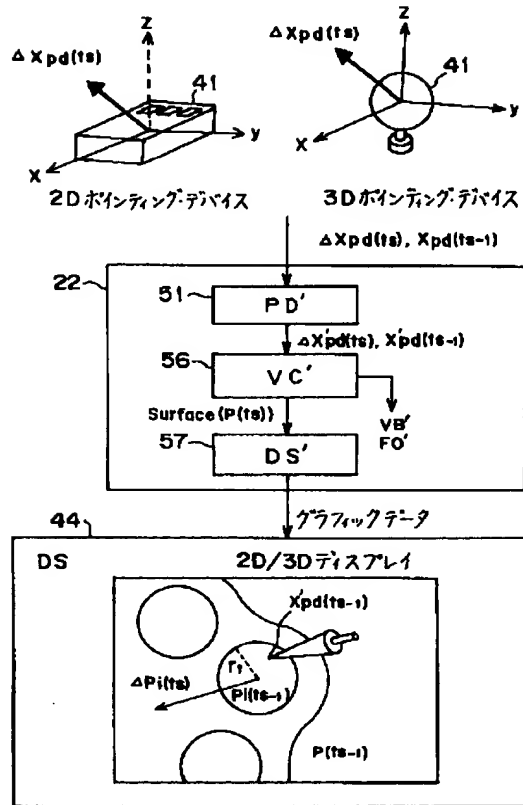 Z
Z
ΔXpd(ts)
41
ΔXpd(ts)
41
y
y
X
X
2Dポインティング・デバイス
3Dポインティング・デバイス
ΔXpd(ts), Xpd(ts-1)
22
51
PD'
ΔX'pd(ts), X'pd(ts-1)
56
VC'
Surface{P(ts)}
VB'
FO'
57
DS'
44
グラフィックデータ
DS
2D/3Dディスプレイ
X'pd(ts-1)
r1
ΔPi(ts)
Pi(ts-1)
P(ts-1)